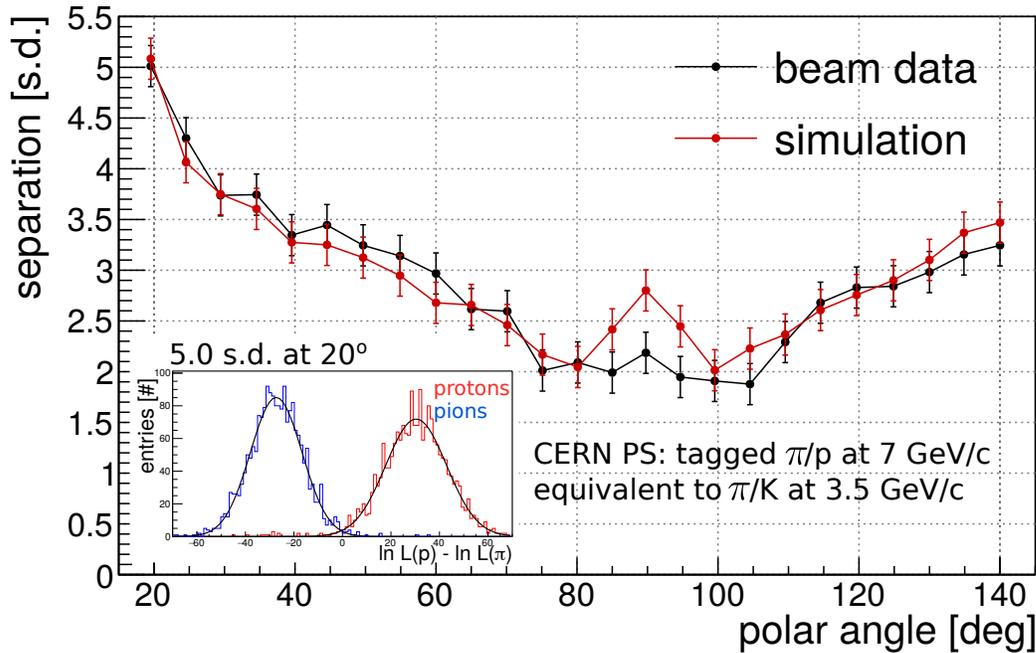 separation [s.d.]
5.5
5
4.5
4
3.5
3
2.5
2
1.5
1
0.5
0
beam data
simulation
5.0 s.d. at 20º
entries [#]
100
80
60
40
20
0
protons
pions
-60 -40 -20 0 20 40 60
ln L(p) - ln L(π)
CERN PS: tagged π/p at 7 GeV/c
equivalent to π/K at 3.5 GeV/c
20 40 60 80 100 120 140
polar angle [deg]